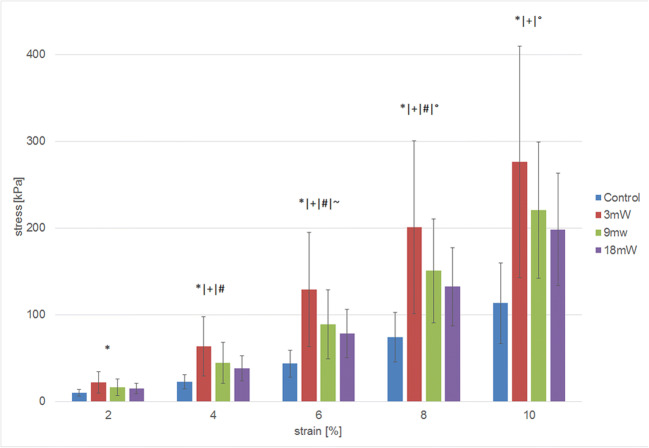 *|+|°
400
*|+|#|°
300
*|+|#|~
200
*|+|#
100
*
0
2
4
6
8
10
stress [kPa]
strain [%]
Control
3mW
9mw
18mW